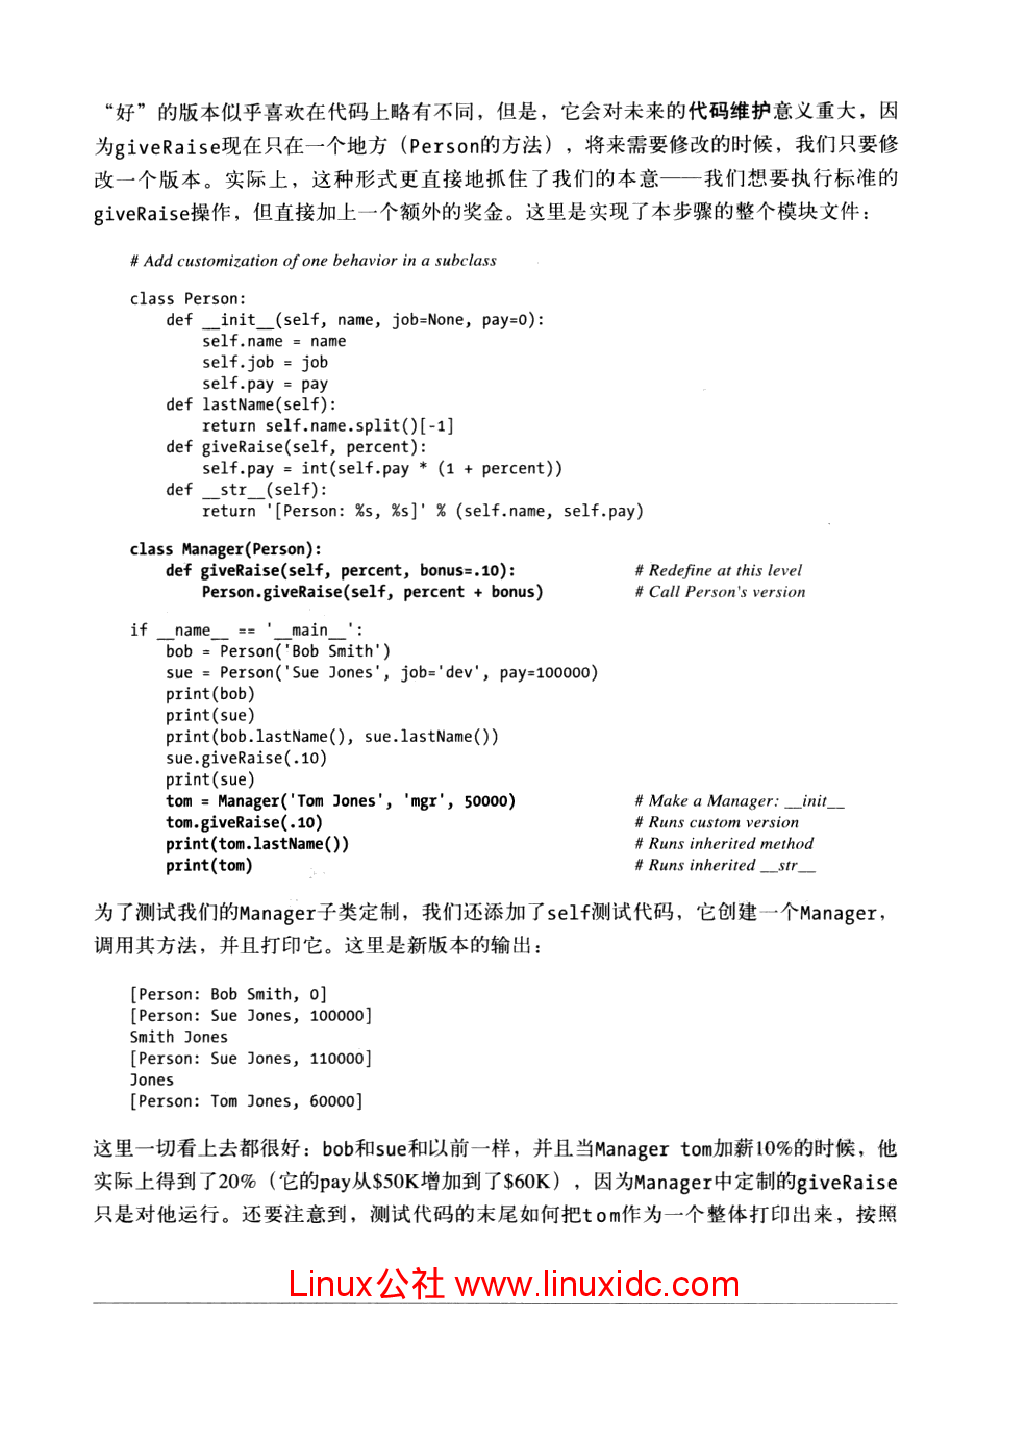 “好”的版本似乎喜欢在代码上略有不同，但是，它会对未来的代码维护意义重大，因
为giveRaise现在只在一个地方（Person的方法），将来需要修改的时候，我们只要修
改一个版本。实际上，这种形式更直接地抓住了我们的本意——我们想要执行标准的
giveRaise操作，但直接加上一个额外的奖金。这里是实现了本步骤的整个模块文件：
# Add customization of one behavior in a subclass
class Person:
    def __init__(self, name, job=None, pay=0):
        self.name = name
        self.job = job
        self.pay = pay
    def lastName(self):
        return self.name.split()[-1]
    def giveRaise(self, percent):
        self.pay = int(self.pay * (1 + percent))
    def __str__(self):
        return '[Person: %s, %s]' % (self.name, self.pay)
class Manager(Person):
    def giveRaise(self, percent, bonus=.10): # Redefine at this level
        Person.giveRaise(self, percent + bonus) # Call Person's version
if __name__ == '__main__':
    bob = Person('Bob Smith')
    sue = Person('Sue Jones', job='dev', pay=100000)
    print(bob)
    print(sue)
    print(bob.lastName(), sue.lastName())
    sue.giveRaise(.10)
    print(sue)
    tom = Manager('Tom Jones', 'mgr', 50000) # Make a Manager: __init__
    tom.giveRaise(.10) # Runs custom version
    print(tom.lastName()) # Runs inherited method
    print(tom) # Runs inherited __str__
为了测试我们的Manager子类定制，我们还添加了self测试代码，它创建一个Manager，
调用其方法，并且打印它。这里是新版本的输出：
[Person: Bob Smith, 0]
[Person: Sue Jones, 100000]
Smith Jones
[Person: Sue Jones, 110000]
Jones
[Person: Tom Jones, 60000]
这里一切看上去都很好：bob和sue和以前一样，并且当Manager tom加薪10%的时候，他
实际上得到了20%（它的pay从$50K增加到了$60K），因为Manager中定制的giveRaise
只是对他运行。还要注意到，测试代码的末尾如何把tom作为一个整体打印出来，按照
Linux公社 www.linuxidc.com